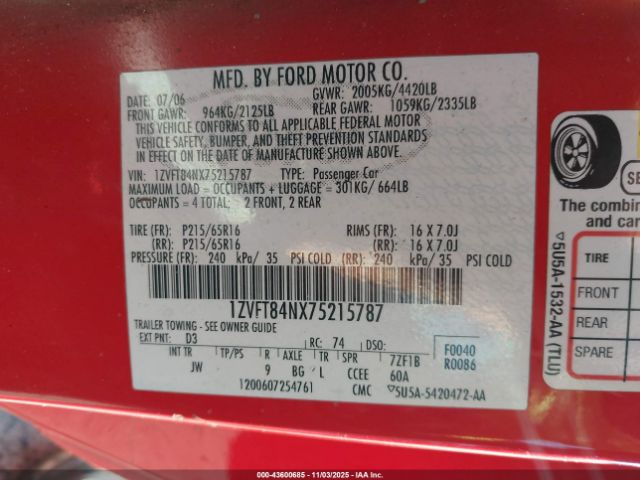 MFD. BY FORD MOTOR CO.
DATE: 07/06 GVWR: 2005KG/4420LB
FRONT GAWR: 964KG/2125LB REAR GAWR: 1059KG/2335LB
THIS VEHICLE CONFORMS TO ALL APPLICABLE FEDERAL MOTOR
VEHICLE SAFETY, BUMPER, AND THEFT PREVENTION STANDARDS
IN EFFECT ON THE DATE OF MANUFACTURE SHOWN ABOVE.
VIN: 1ZVFT84NX75215787 TYPE: Passenger Car
MAXIMUM LOAD = OCCUPANTS + LUGGAGE = 301KG/ 664LB
OCCUPANTS = 4 TOTAL: 2 FRONT, 2 REAR
TIRE (FR): P215/65R16 RIMS (FR): 16 X 7.0J
(RR): P215/65R16 (RR): 16 X 7.0J
PRESSURE (FR): 240 kPa/ 35 PSI COLD (RR): 240 kPa/ 35 PSI COLD
1ZVFT84NX75215787
TRAILER TOWING - SEE OWNER GUIDE
EXT PNT: D3 RC: 74 DSO: F0040
R0086
INT TR TP/PS R AXLE TR SPR 7ZF1B
JW 9 BG L CCEE 60A
1200607254761 CMC ▽5U5A-5420472-AA
SE
The combin
and car
TIRE
FRONT
REAR
SPARE
▽5U5A-1532-AA (TLU)
000-43600685 - 11/03/2025 - IAAI, Inc.